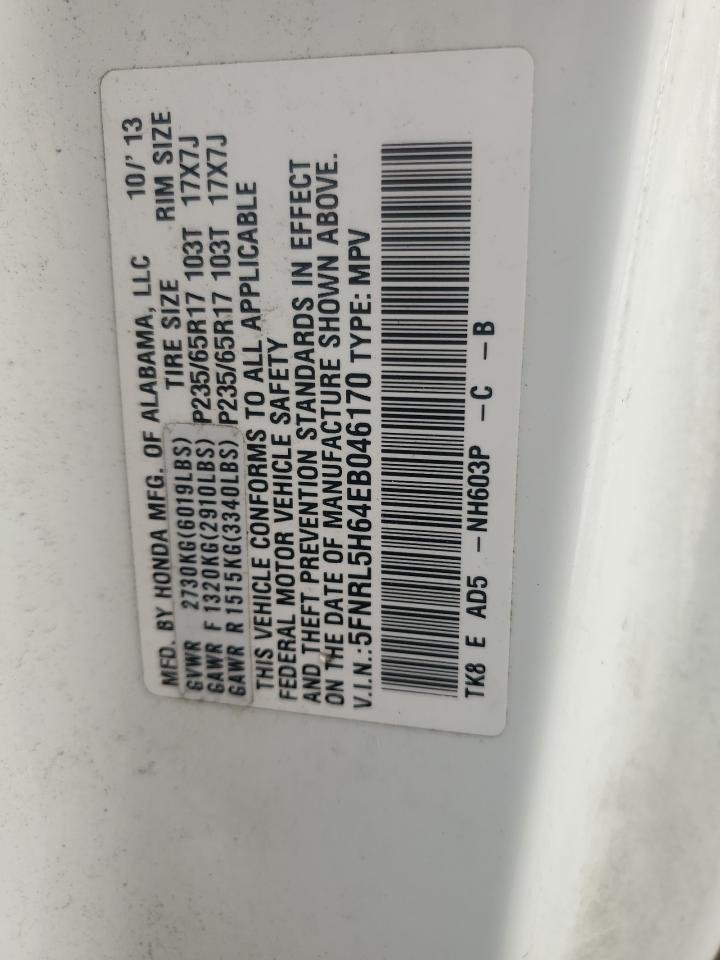 MFD. BY HONDA MFG. OF ALABAMA, LLC 10/' 13
GVWR 2730KG(6019LBS) TIRE SIZE RIM SIZE
GAWR F 1320KG(2910LBS) P235/65R17 103T 17X7J
GAWR R 1515KG(3340LBS) P235/65R17 103T 17X7J
THIS VEHICLE CONFORMS TO ALL APPLICABLE
FEDERAL MOTOR VEHICLE SAFETY
AND THEFT PREVENTION STANDARDS IN EFFECT
ON THE DATE OF MANUFACTURE SHOWN ABOVE.
V.I.N.:5FNRL5H64EB046170 TYPE: MPV
TK8 E AD5 -NH603P -C -B